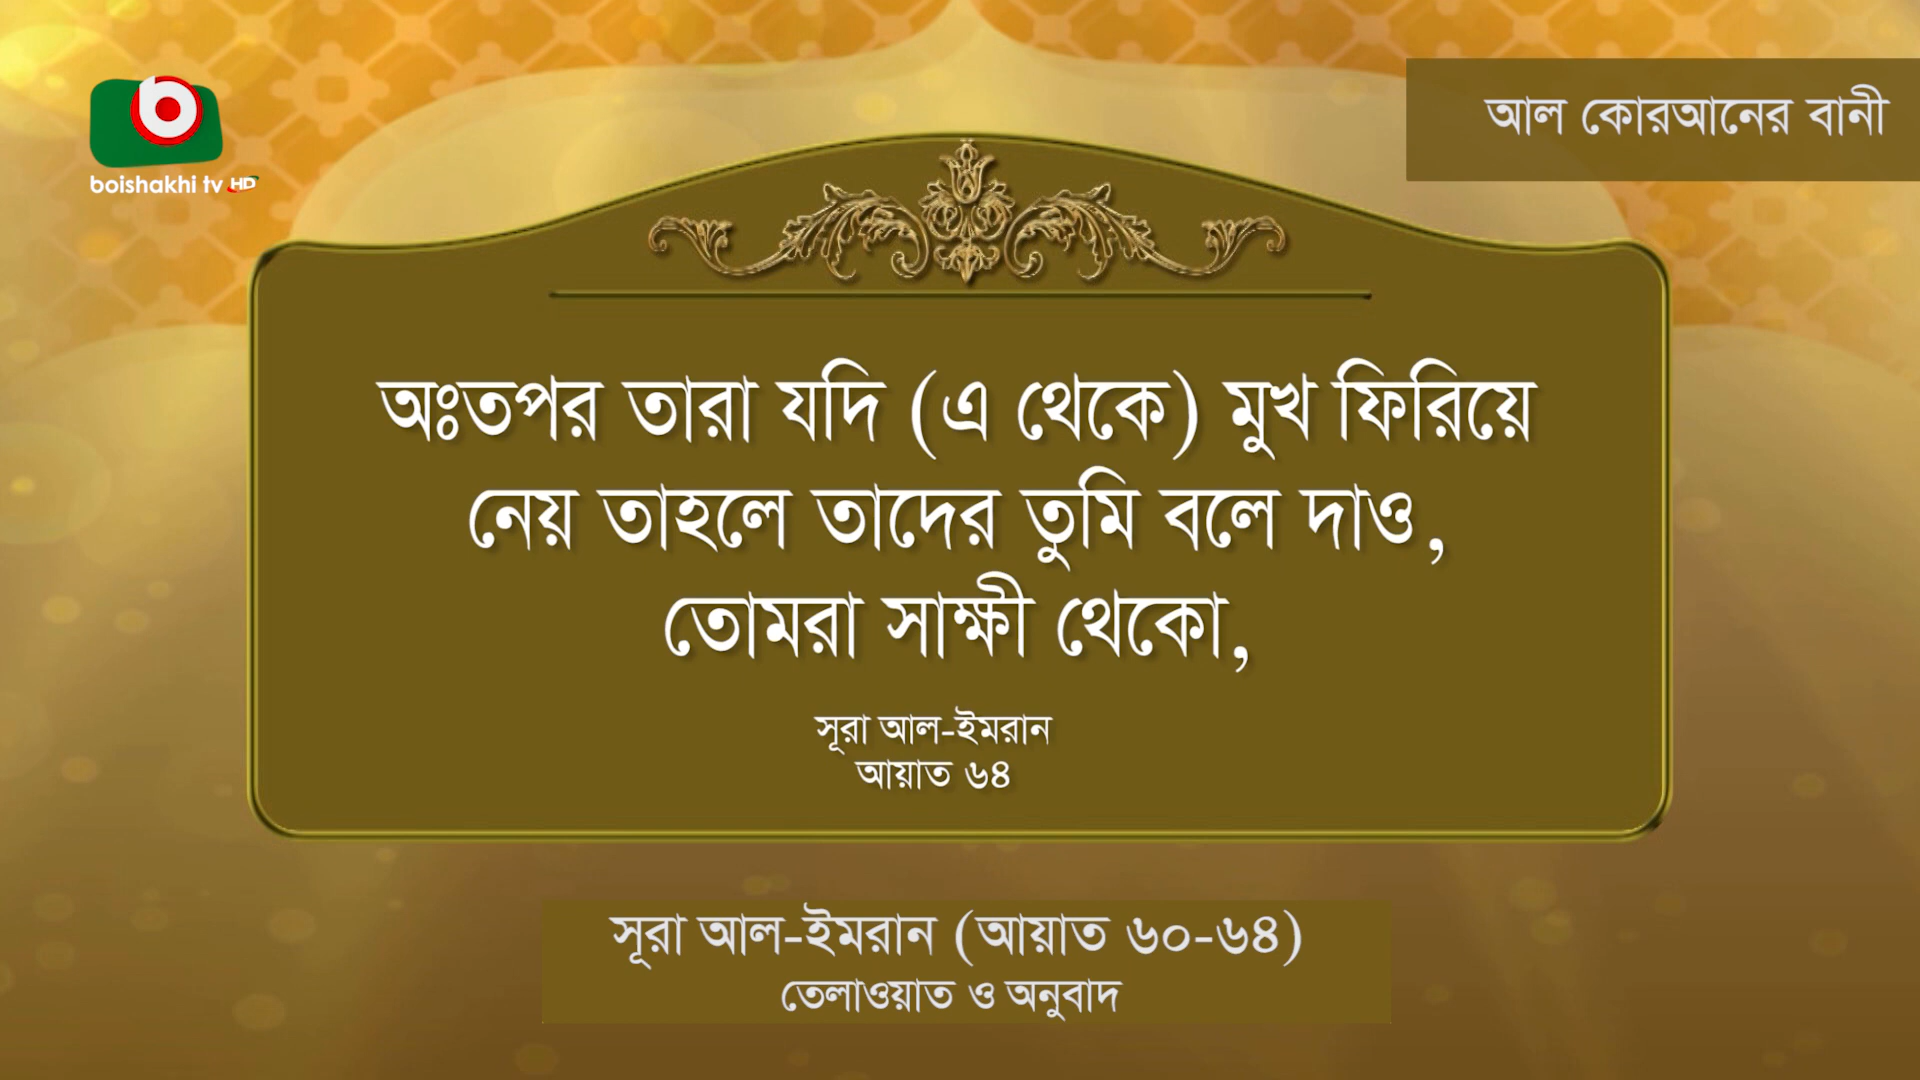 boishakhi tv HD
আল কোরআনের বানী
অঃতপর তারা যদি (এ থেকে) মুখ ফিরিয়ে
নেয় তাহলে তাদের তুমি বলে দাও,
তোমরা সাক্ষী থেকো,
সূরা আল-ইমরান
আয়াত ৬৪
সূরা আল-ইমরান (আয়াত ৬০-৬৪)
তেলাওয়াত ও অনুবাদ